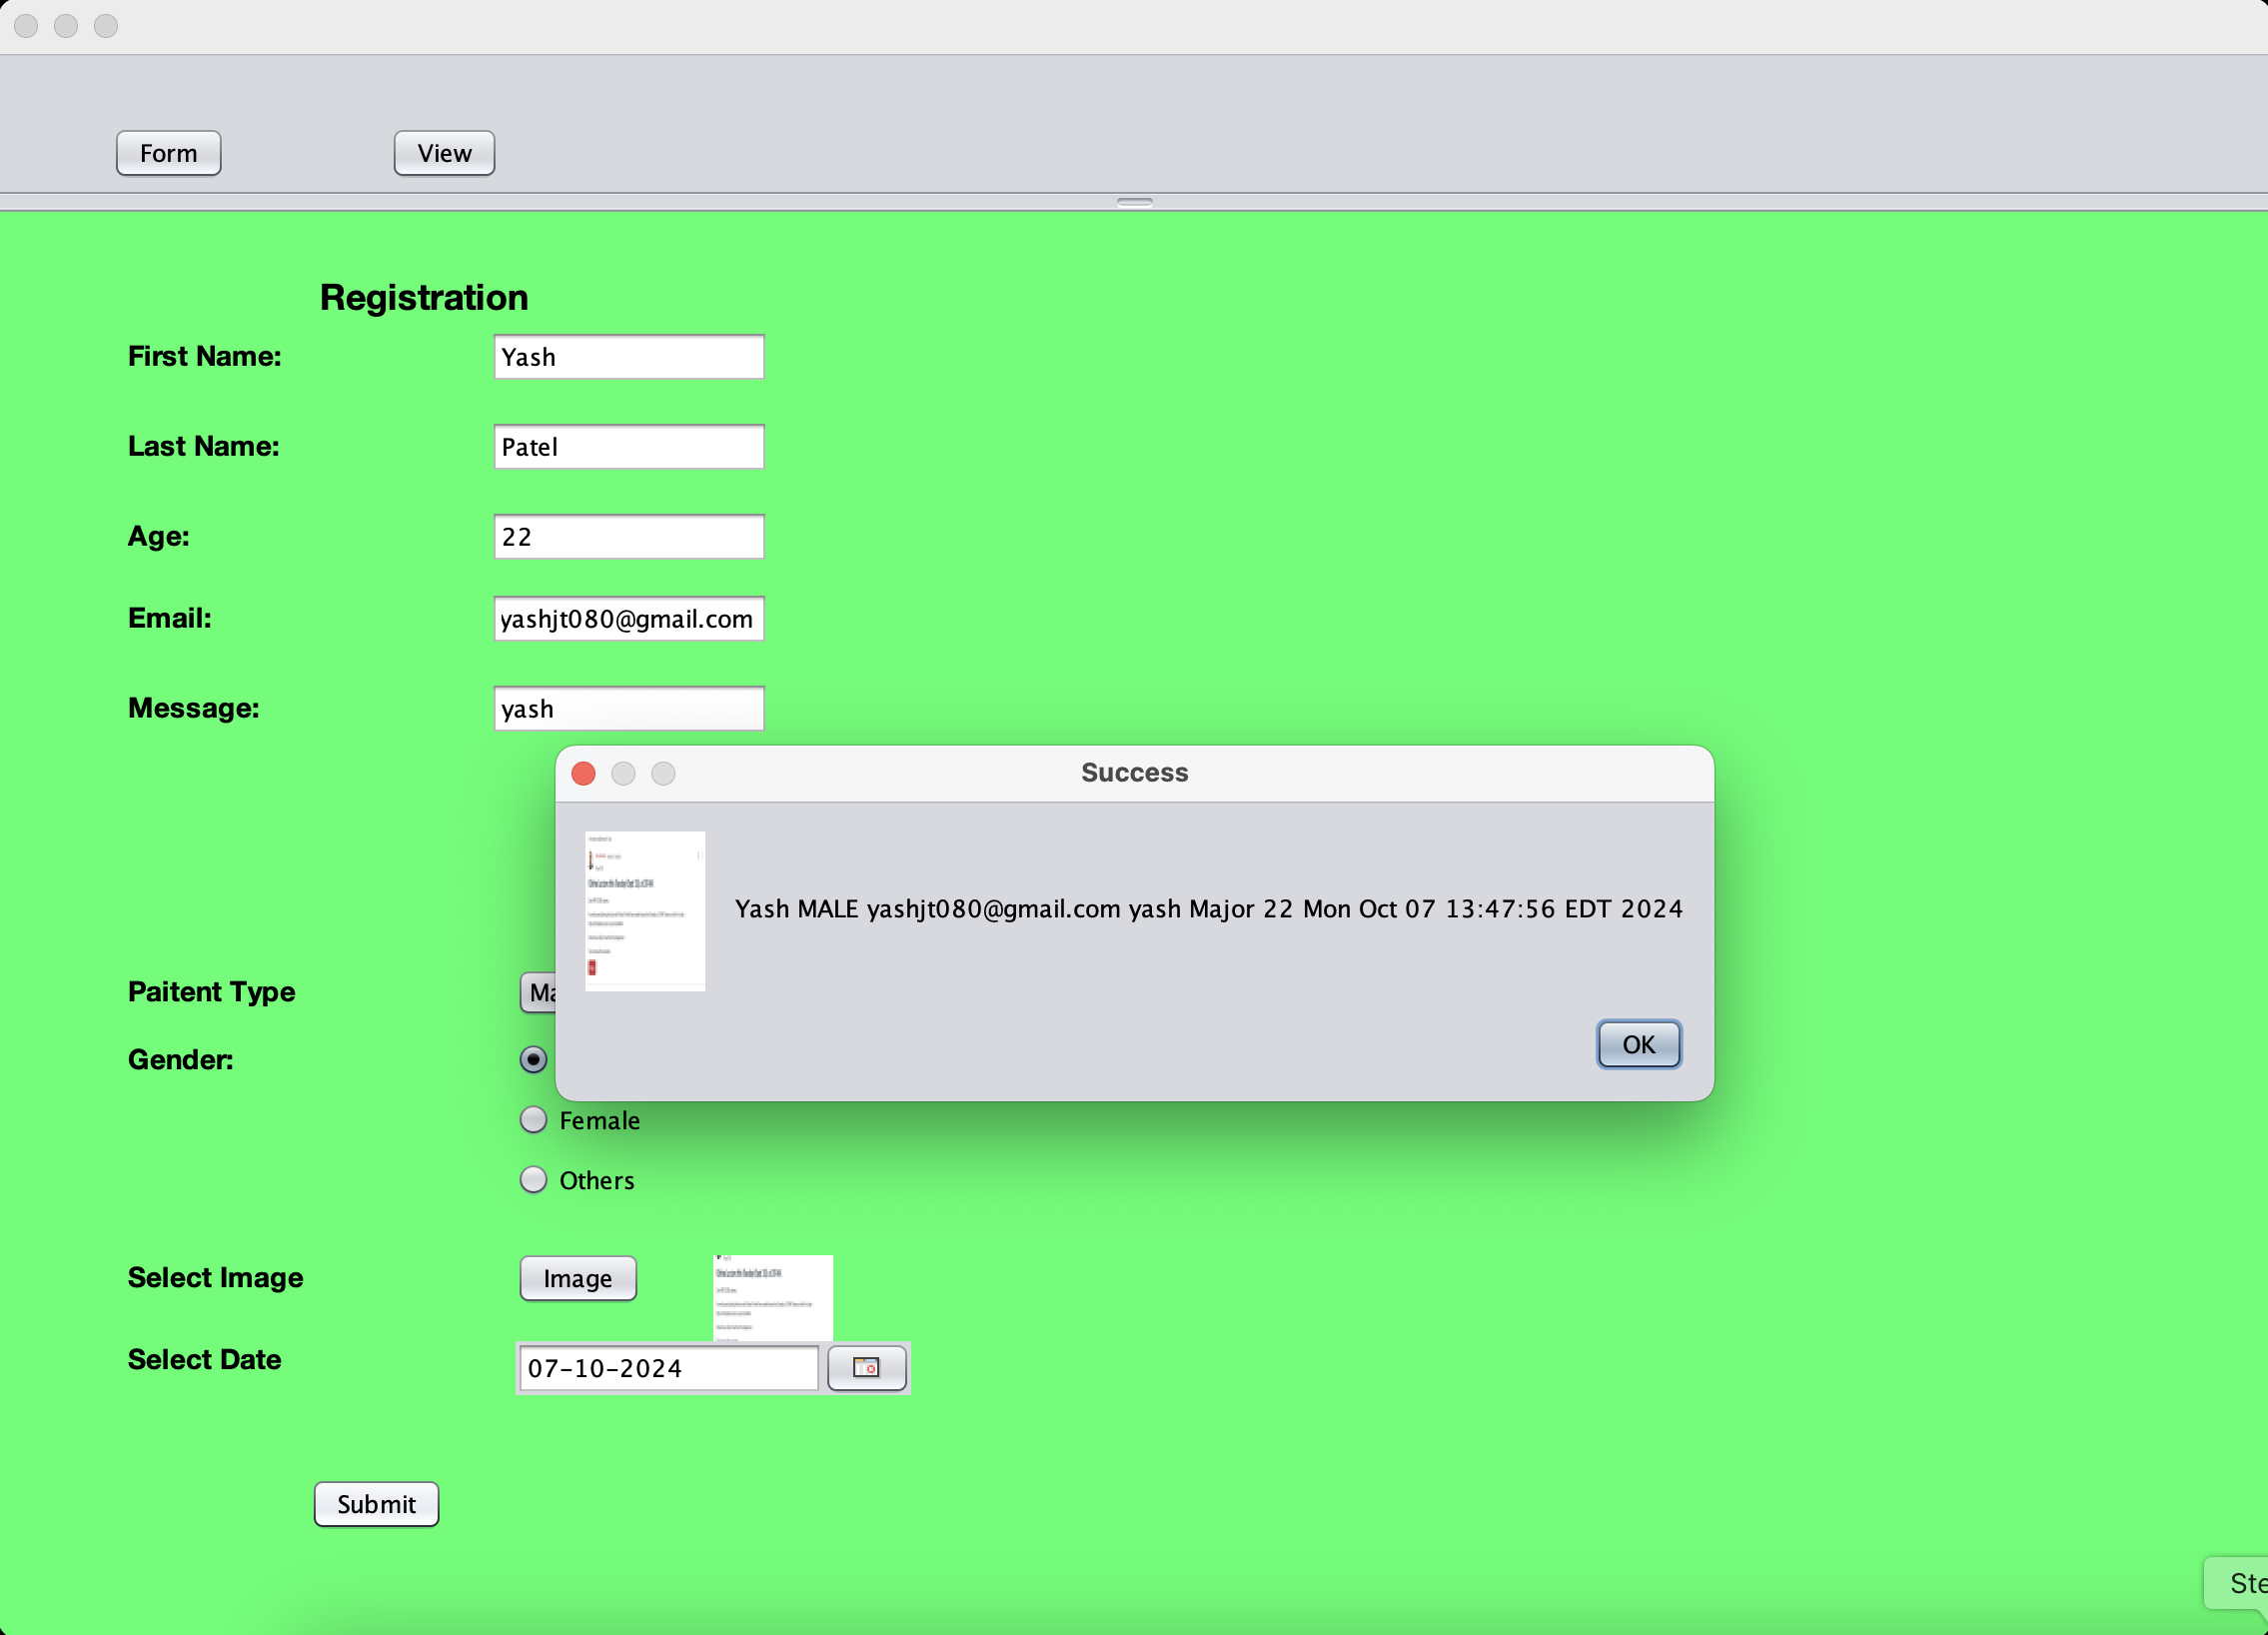 Form View
Registration
First Name: Yash
Last Name: Patel
Age: 22
Email: yashjt080@gmail.com
Message: yash
Success
Yash MALE yashjt080@gmail.com yash Major 22 Mon Oct 07 13:47:56 EDT 2024
OK
Paitent Type Ma
Gender:
Female
Others
Select Image Image
Select Date 07-10-2024
Submit
Ste